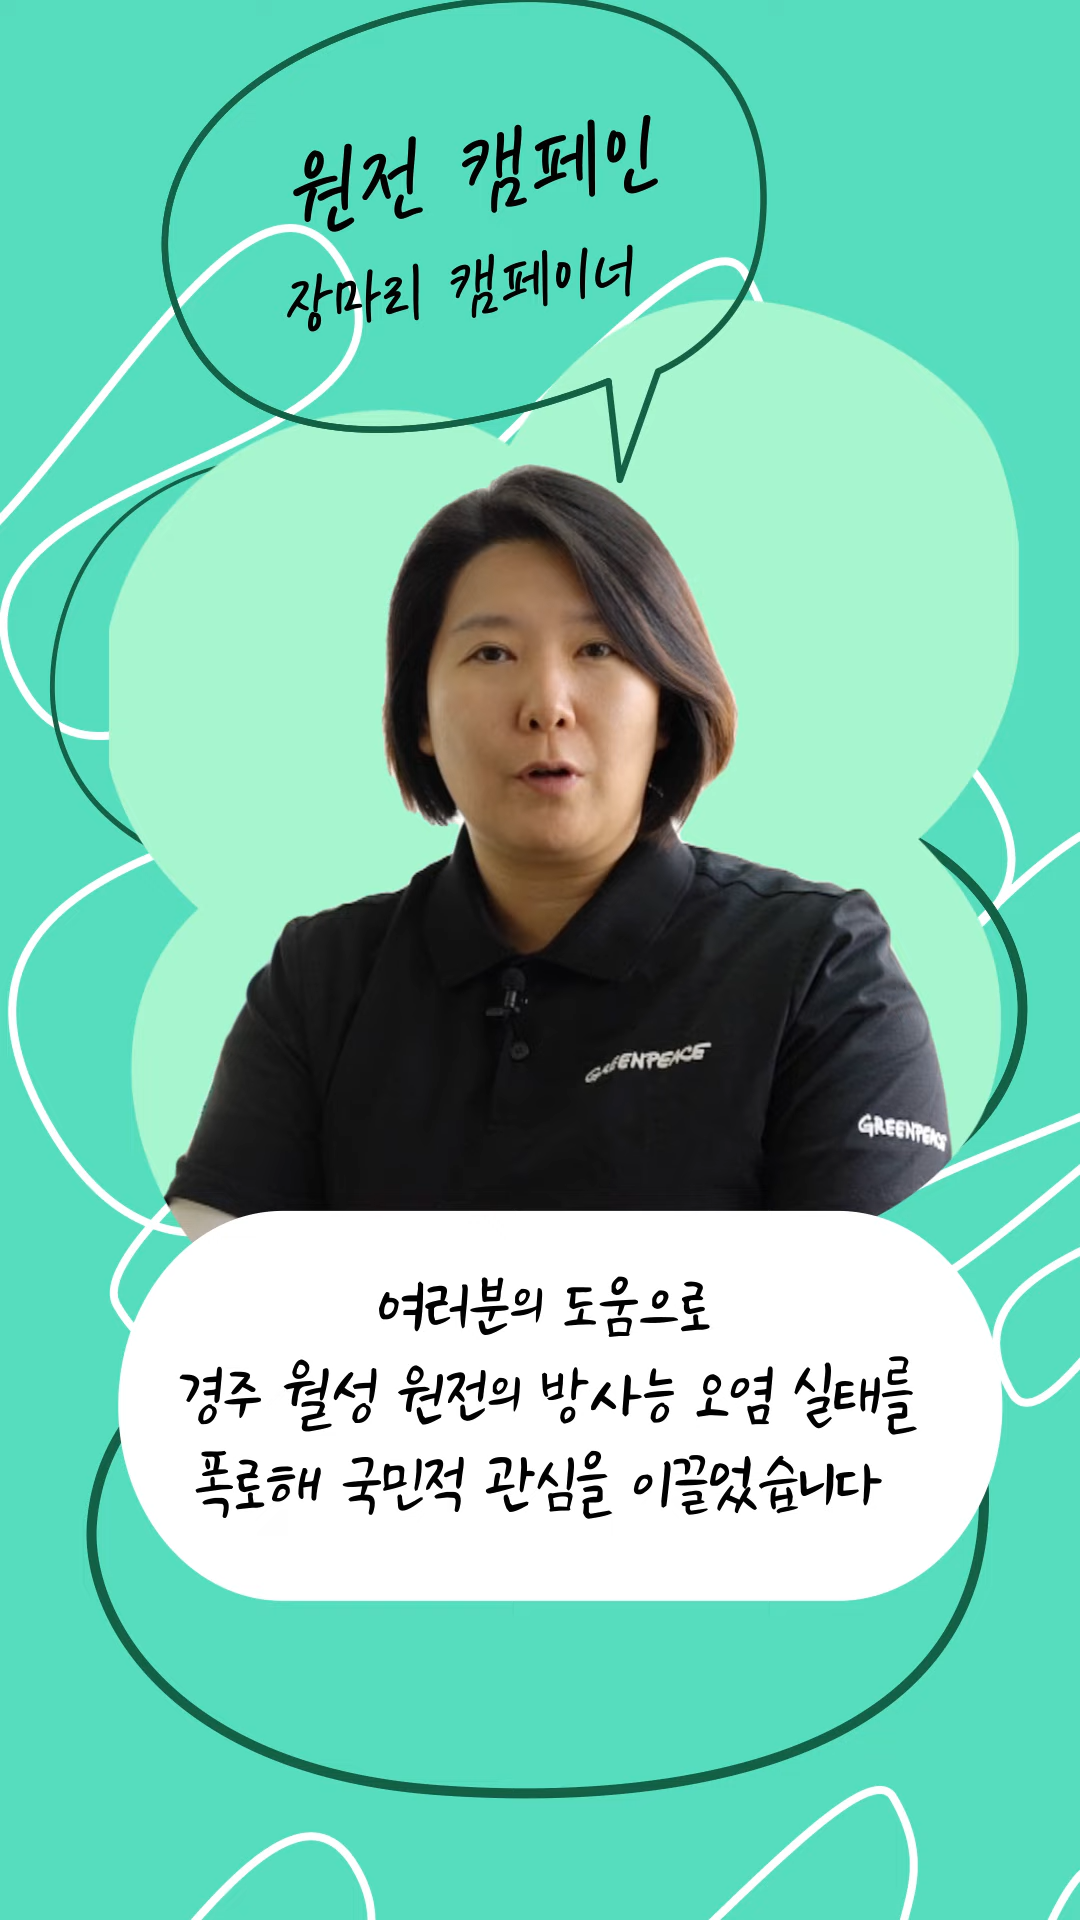 원전 캠페인
장마리 캠페이너
GREENPEACE
GREENPEACE
여러분의 도움으로
경주 월성 원전의 방사능 오염 실태를
폭로해 국민적 관심을 이끌었습니다